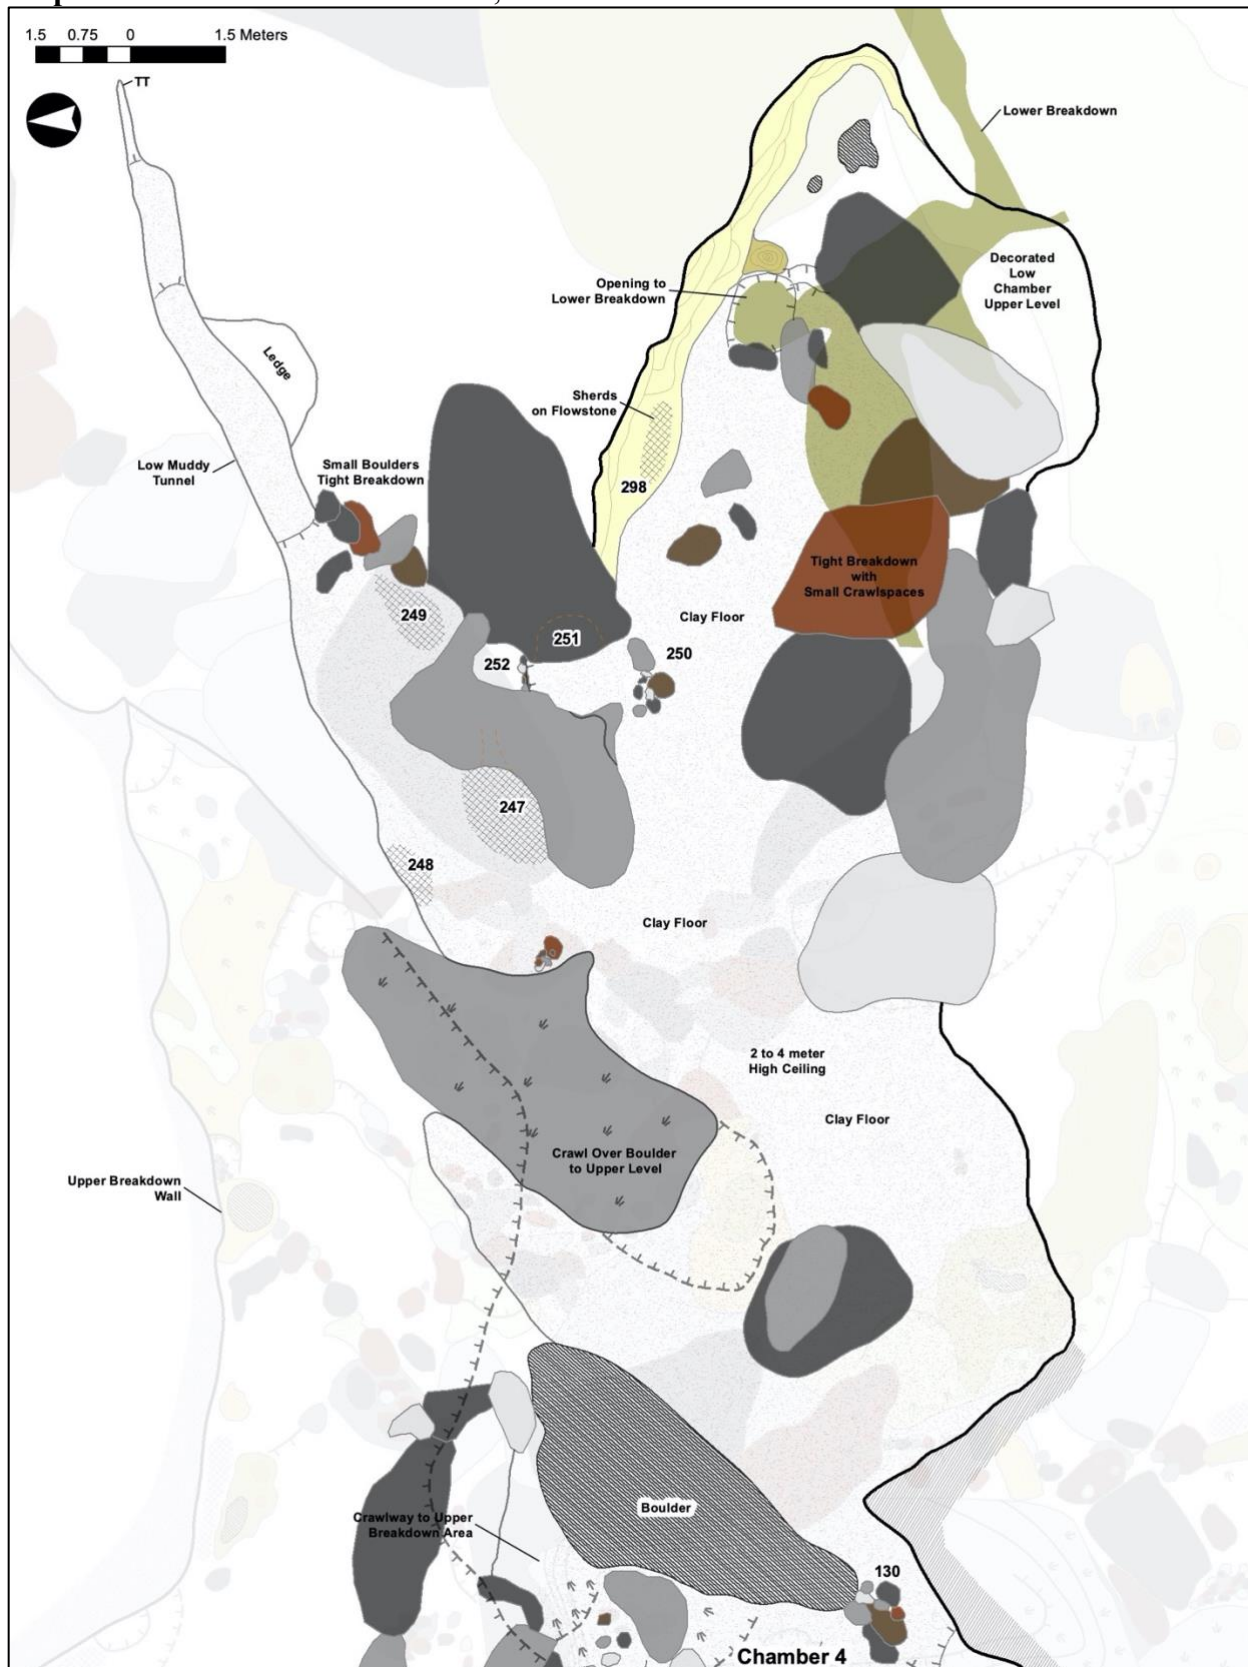 1.5 0.75 0 1.5 Meters
TT
Lower Breakdown
Decorated
Low
Chamber
Upper Level
Opening to
Lower Breakdown
Ledge
Sherds
on Flowstone
Low Muddy
Tunnel
Small Boulders
Tight Breakdown
298
Tight Breakdown
with
Small Crawlspaces
249
Clay Floor
251
252
250
247
248
Clay Floor
2 to 4 meter
High Ceiling
Clay Floor
Crawl Over Boulder
to Upper Level
Upper Breakdown
Wall
Boulder
Crawlway to Upper
Breakdown Area
130
Chamber 4